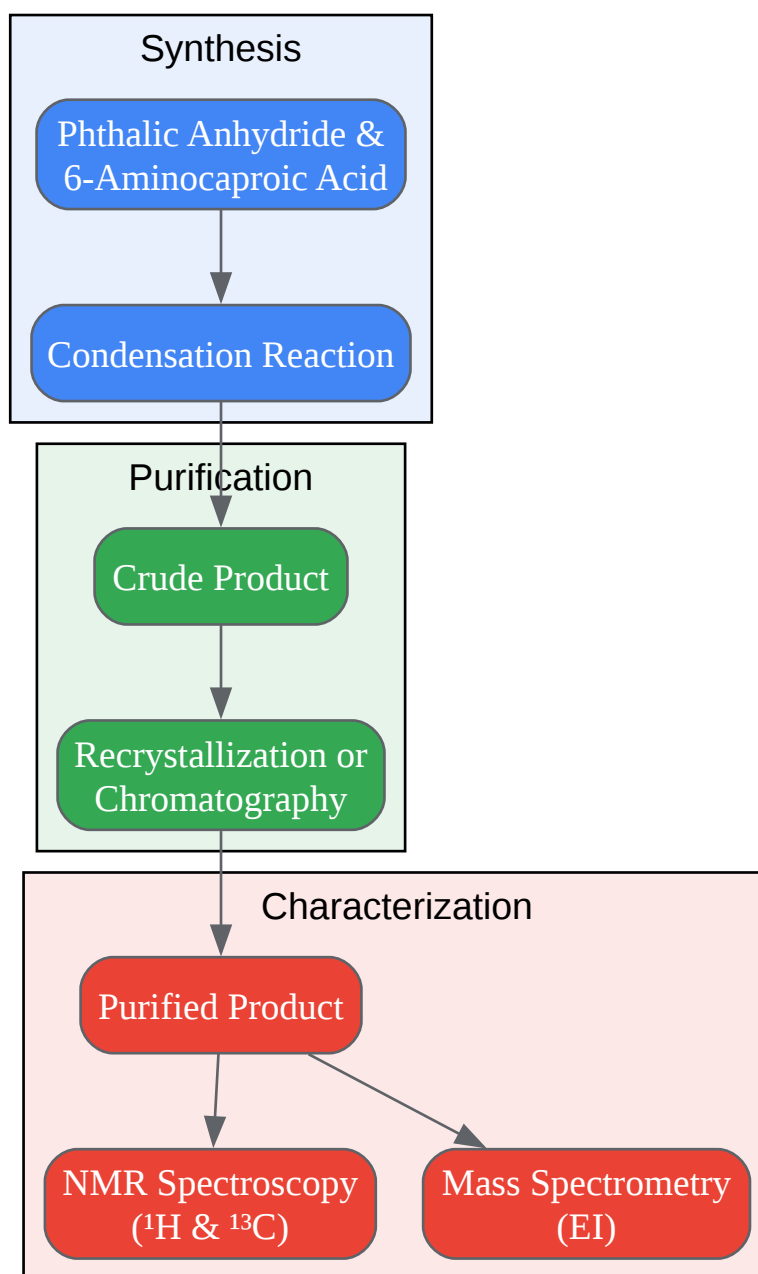 Synthesis
Phthalic Anhydride &
6-Aminocaproic Acid
Condensation Reaction
Purification
Crude Product
Recrystallization or
Chromatography
Characterization
Purified Product
NMR Spectroscopy
(¹H & ¹³C)
Mass Spectrometry
(EI)